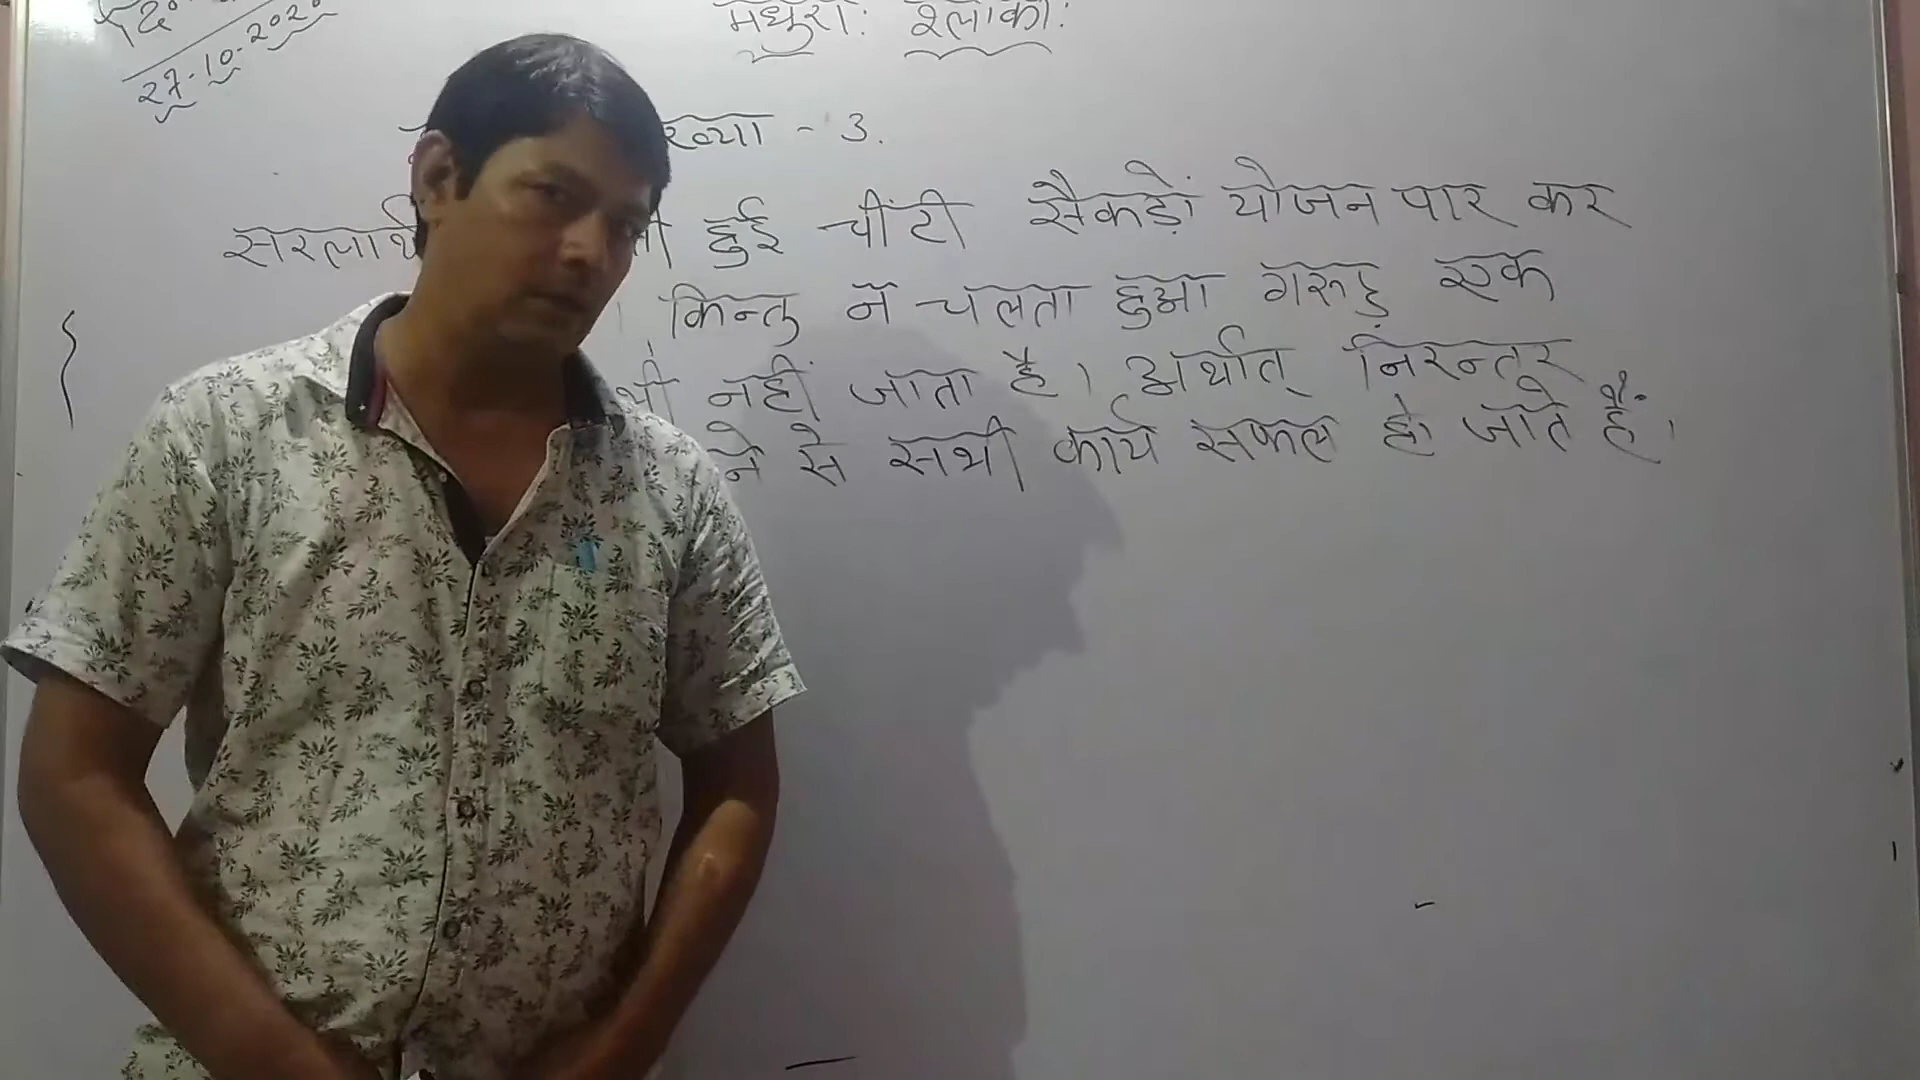 दि॰
27-10-2020
मधुराः श्लोकाः
ख्या - 3.
सरलार्थ हुई चींटी सैकड़ों योजन पार कर
। किन्तु न चलता हुआ गरूड़ एक
भी नहीं जाता है। अर्थात् निरन्तर
ने से सभी कार्य सफल हो जाते हैं।